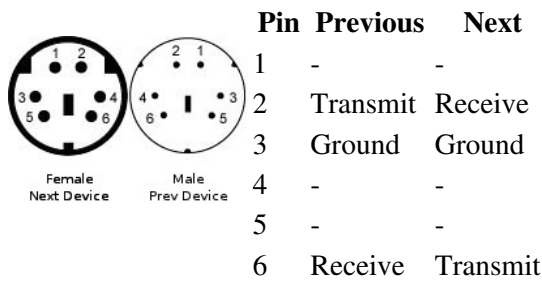 Pin Previous Next
1 - -
2 Transmit Receive
3 Ground Ground
4 - -
5 - -
6 Receive Transmit
1 2
3 4
5 6
Female
Next Device
2 1
4 3
6 5
Male
Prev Device